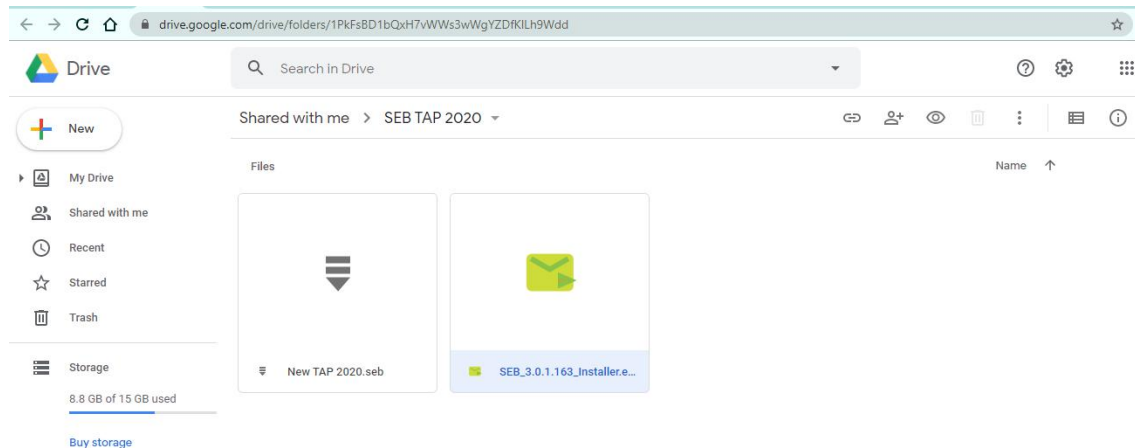 drive.google.com/drive/folders/1PkFsBD1bQxH7vWWs3wWgYZDfKILh9Wdd
Drive
Search in Drive
New
Shared with me > SEB TAP 2020
My Drive
Shared with me
Recent
Starred
Trash
Storage
8.8 GB of 15 GB used
Buy storage
Files
Name
New TAP 2020.seb
SEB_3.0.1.163_Installer.e...